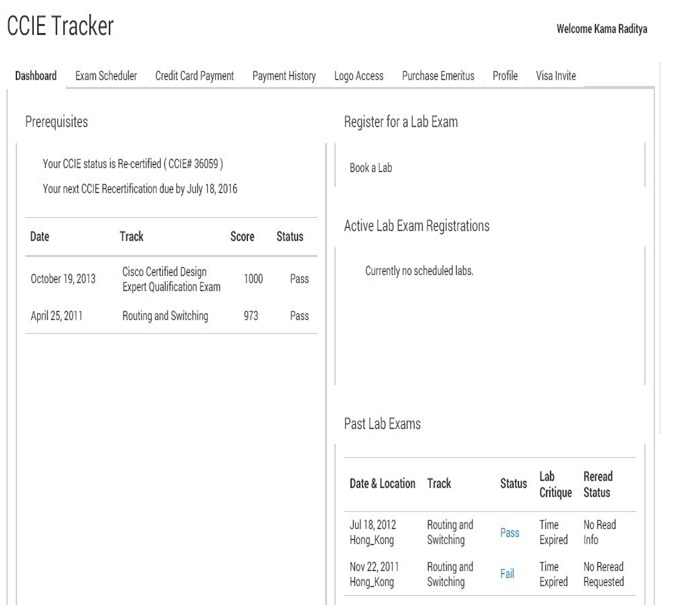 CCIE Tracker
Welcome Kama Raditya
Dashboard Exam Scheduler Credit Card Payment Payment History Logo Access Purchase Emeritus Profile Visa Invite
Prerequisites
Your CCIE status is Re-certified ( CCIE# 36059 )
Your next CCIE Recertification due by July 18, 2016
Date Track Score Status
October 19, 2013 Cisco Certified Design Expert Qualification Exam 1000 Pass
April 25, 2011 Routing and Switching 973 Pass
Register for a Lab Exam
Book a Lab
Active Lab Exam Registrations
Currently no scheduled labs.
Past Lab Exams
Date & Location Track Status Lab Critique Reread Status
Jul 18, 2012 Hong_Kong Routing and Switching Pass Time Expired No Read Info
Nov 22, 2011 Hong_Kong Routing and Switching Fail Time Expired No Reread Requested